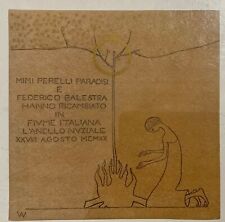 MIMI PERELLI PARADISI
E
FEDERICO BALESTRA
HANNO RICAMBIATO
IN
FIUME ITALIANA
L'ANELLO NUZIALE
XXVIII AGOSTO MCMXX